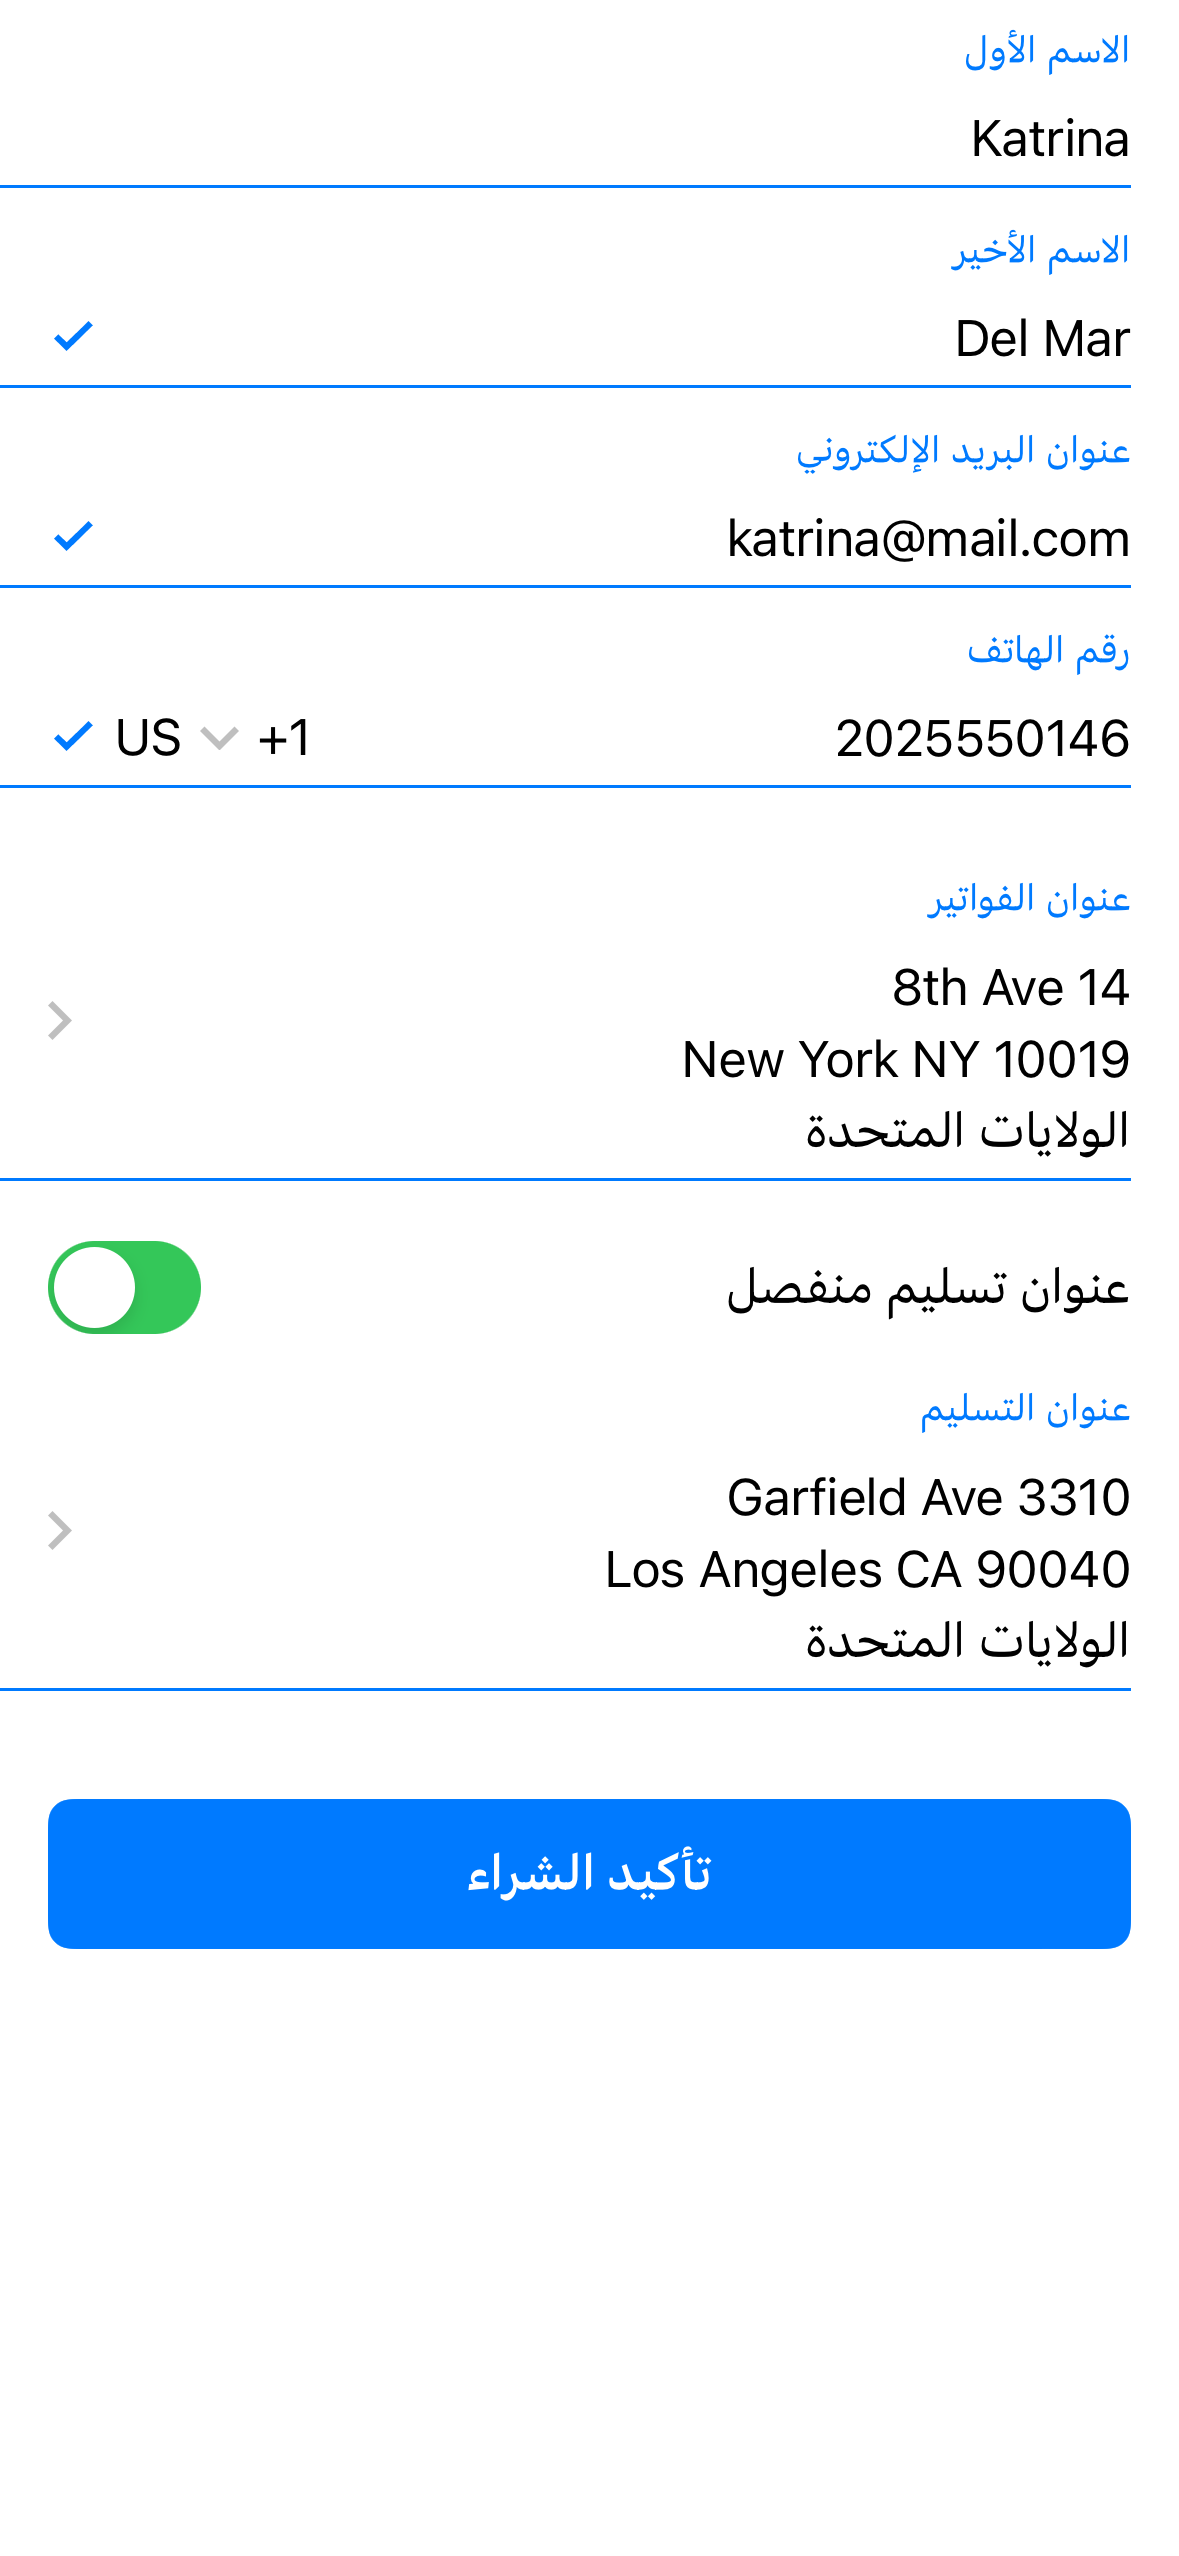 الاسم الأول
Katrina
الاسم الأخير
Del Mar
عنوان البريد الإلكتروني
katrina@mail.com
رقم الهاتف
2025550146
US +1
عنوان الفواتير
8th Ave 14
New York NY 10019
الولايات المتحدة
عنوان تسليم منفصل
عنوان التسليم
Garfield Ave 3310
Los Angeles CA 90040
الولايات المتحدة
تأكيد الشراء